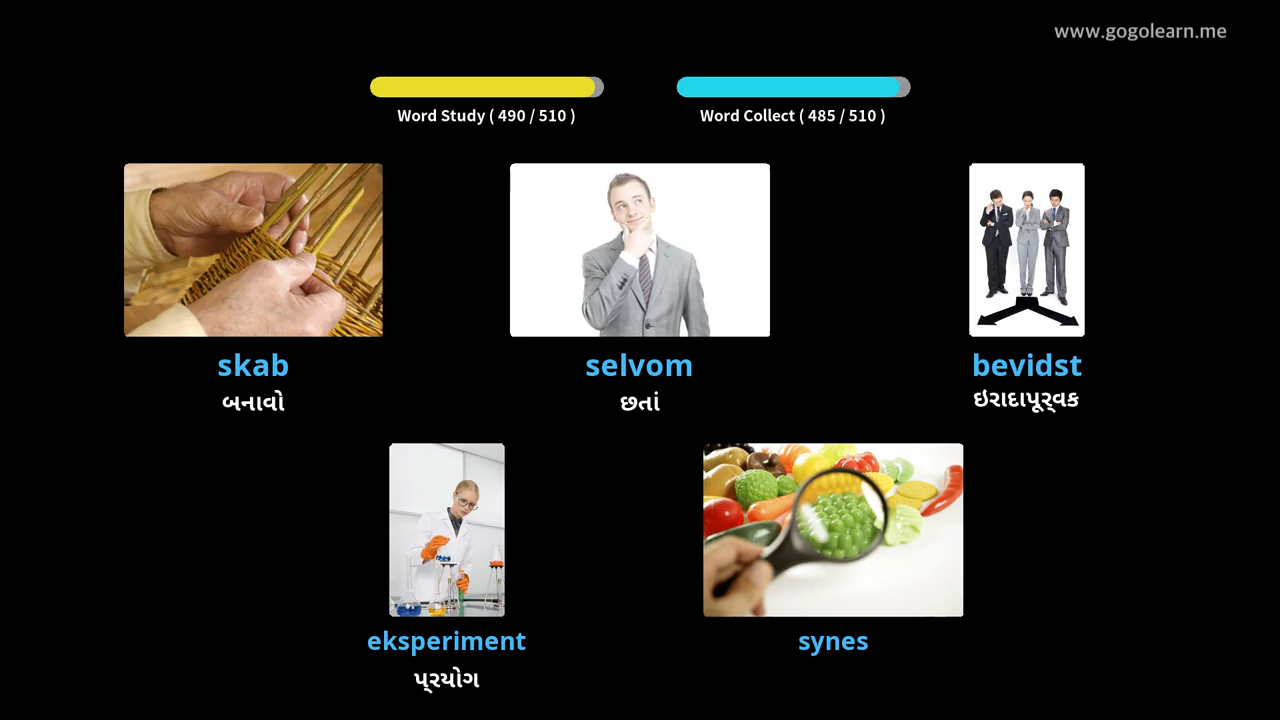 www.gogolearn.me
Word Study ( 490 / 510 )
Word Collect ( 485 / 510 )
skab
બનાવો
selvom
છતાં
bevidst
ઇરાદાપૂર્વક
eksperiment
પ્રયોગ
synes